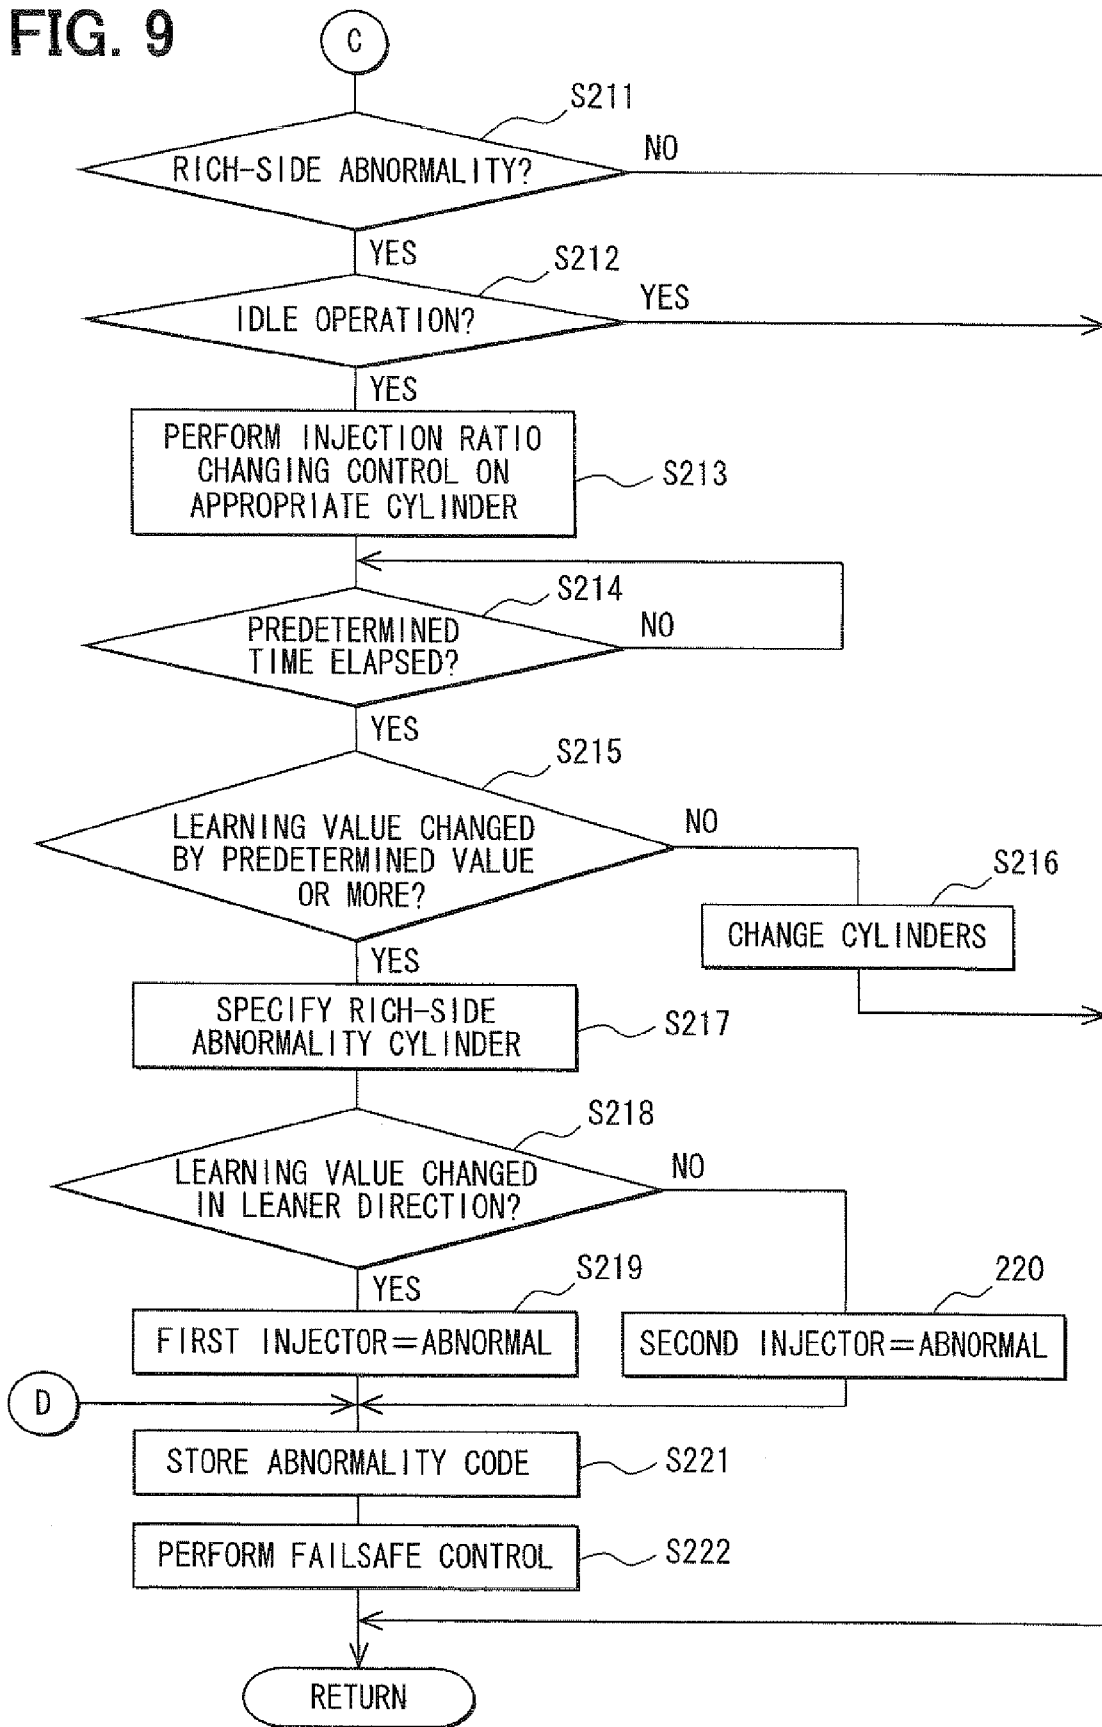 FIG. 9
C
S211
RICH-SIDE ABNORMALITY?
NO
YES
S212
IDLE OPERATION?
YES
YES
PERFORM INJECTION RATIO
CHANGING CONTROL ON
APPROPRIATE CYLINDER
S213
S214
PREDETERMINED
TIME ELAPSED?
NO
YES
S215
LEARNING VALUE CHANGED
BY PREDETERMINED VALUE
OR MORE?
NO
S216
CHANGE CYLINDERS
YES
SPECIFY RICH-SIDE
ABNORMALITY CYLINDER
S217
S218
LEARNING VALUE CHANGED
IN LEANER DIRECTION?
NO
YES
S219
FIRST INJECTOR=ABNORMAL
220
SECOND INJECTOR=ABNORMAL
D
STORE ABNORMALITY CODE
S221
PERFORM FAILSAFE CONTROL
S222
RETURN